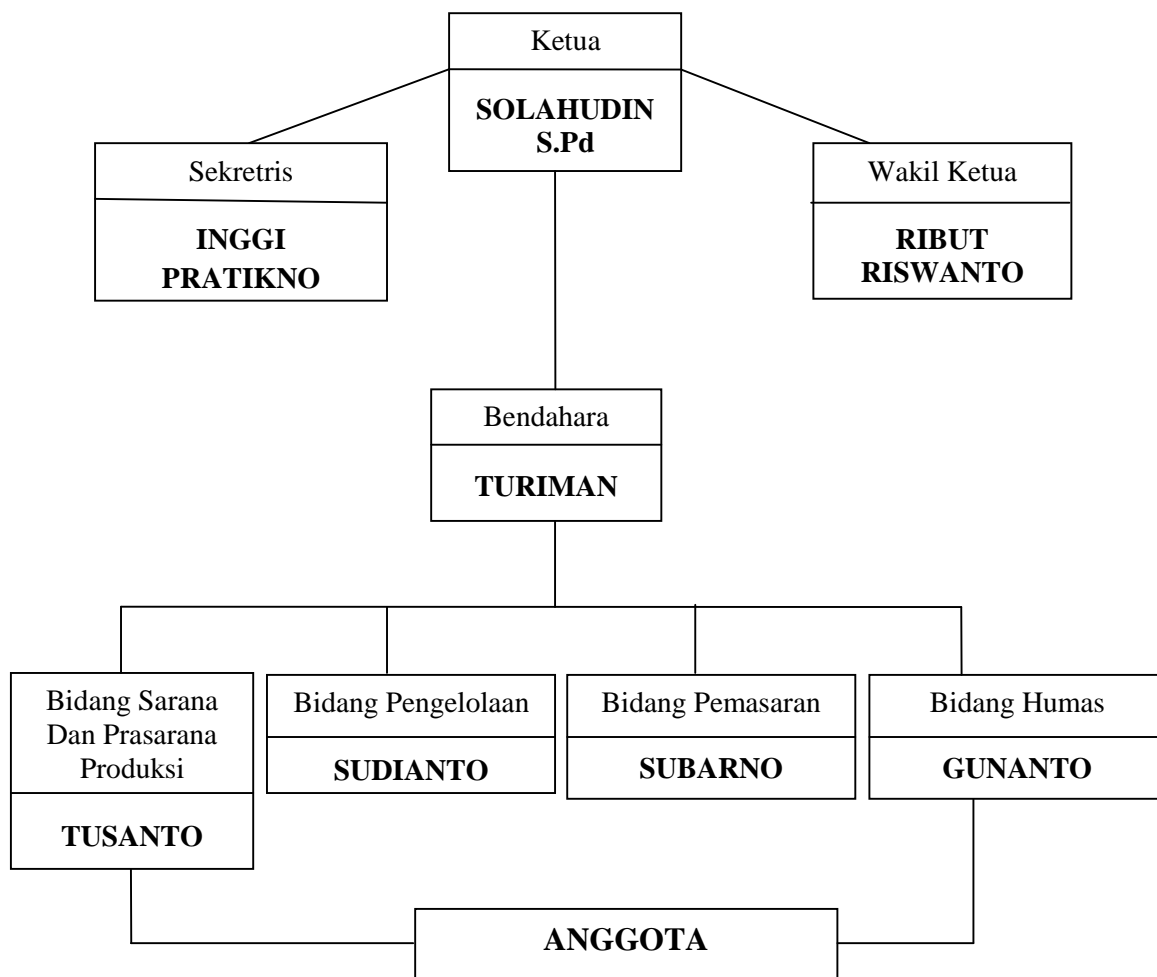 Ketua
SOLAHUDIN
S.Pd
Sekretris
INGGI
PRATIKNO
Wakil Ketua
RIBUT
RISWANTO
Bendahara
TURIMAN
Bidang Sarana
Dan Prasarana
Produksi
TUSANTO
Bidang Pengelolaan
SUDIANTO
Bidang Pemasaran
SUBARNO
Bidang Humas
GUNANTO
ANGGOTA